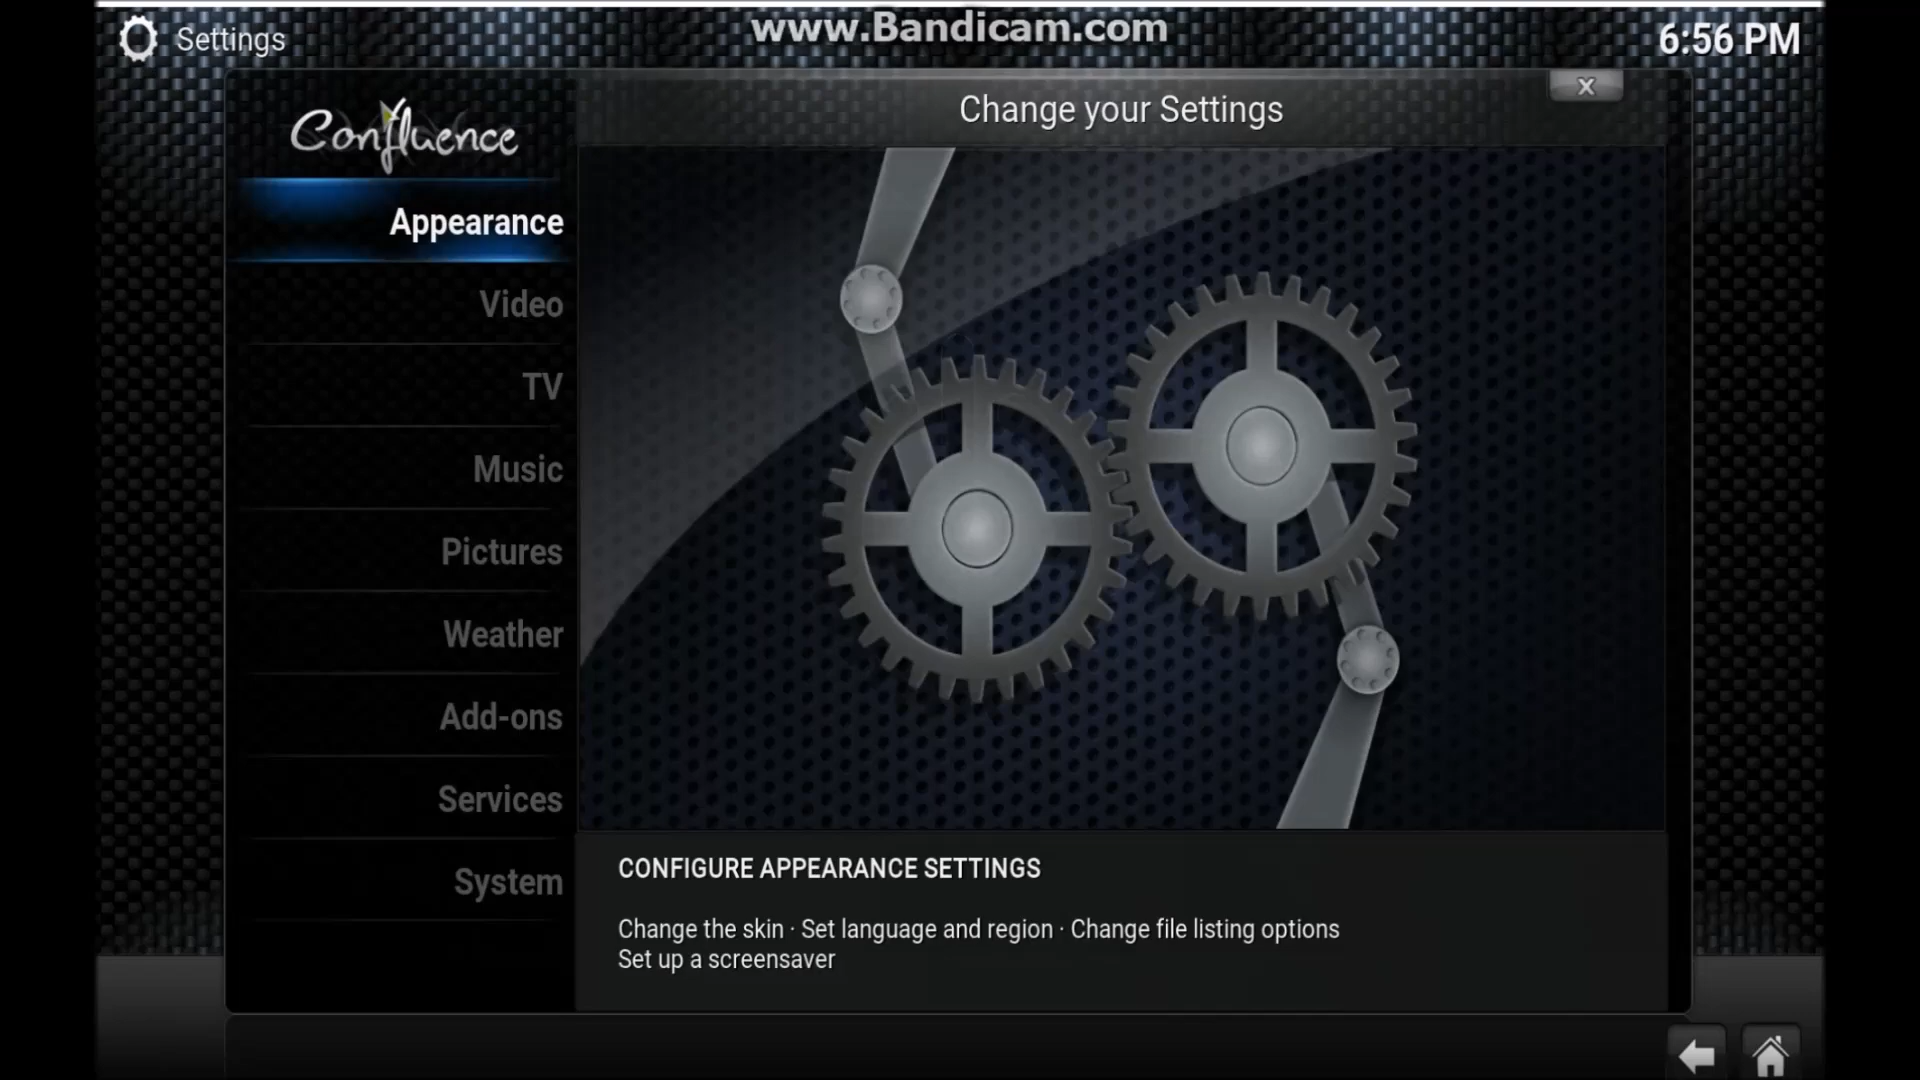 www.Bandicam.com
Settings
6:56 PM
Confluence
Change your Settings
x
Appearance
Video
TV
Music
Pictures
Weather
Add-ons
Services
System
CONFIGURE APPEARANCE SETTINGS
Change the skin · Set language and region · Change file listing options
Set up a screensaver